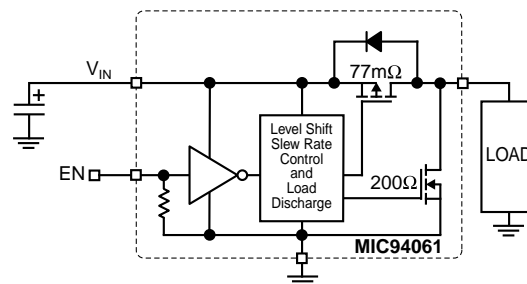 VIN
+
77mΩ
Level Shift
Slew Rate
Control
and
Load
Discharge
LOAD
EN
200Ω
MIC94061